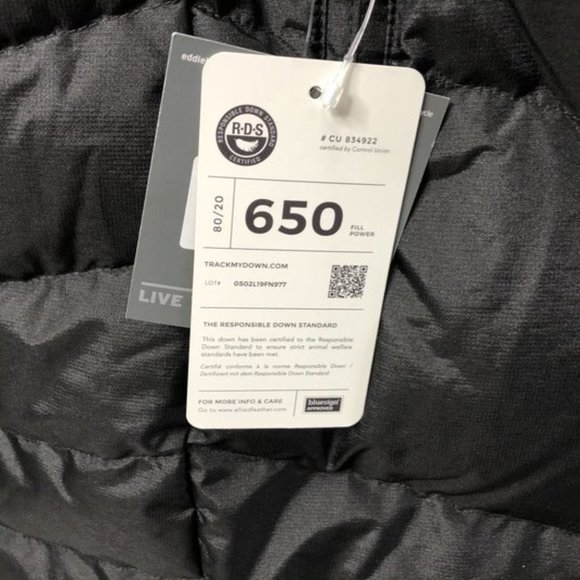 eddie
RESPONSIBLE DOWN STANDARD
R·D·S
CERTIFIED
# CU 834922
certified by Control Union
80/20
650
FILL
POWER
TRACKMYDOWN.COM
LOT# 0S02L19FN977
THE RESPONSIBLE DOWN STANDARD
This down has been certified to the Responsible
Down Standard to ensure strict animal welfare
standards have been met.
Certifié conforme à la norme Responsible Down /
Zertifiziert mit dem Responsible Down Standard
FOR MORE INFO & CARE
Go to www.alliedfeather.com
bluesign®
APPROVED
LIVE